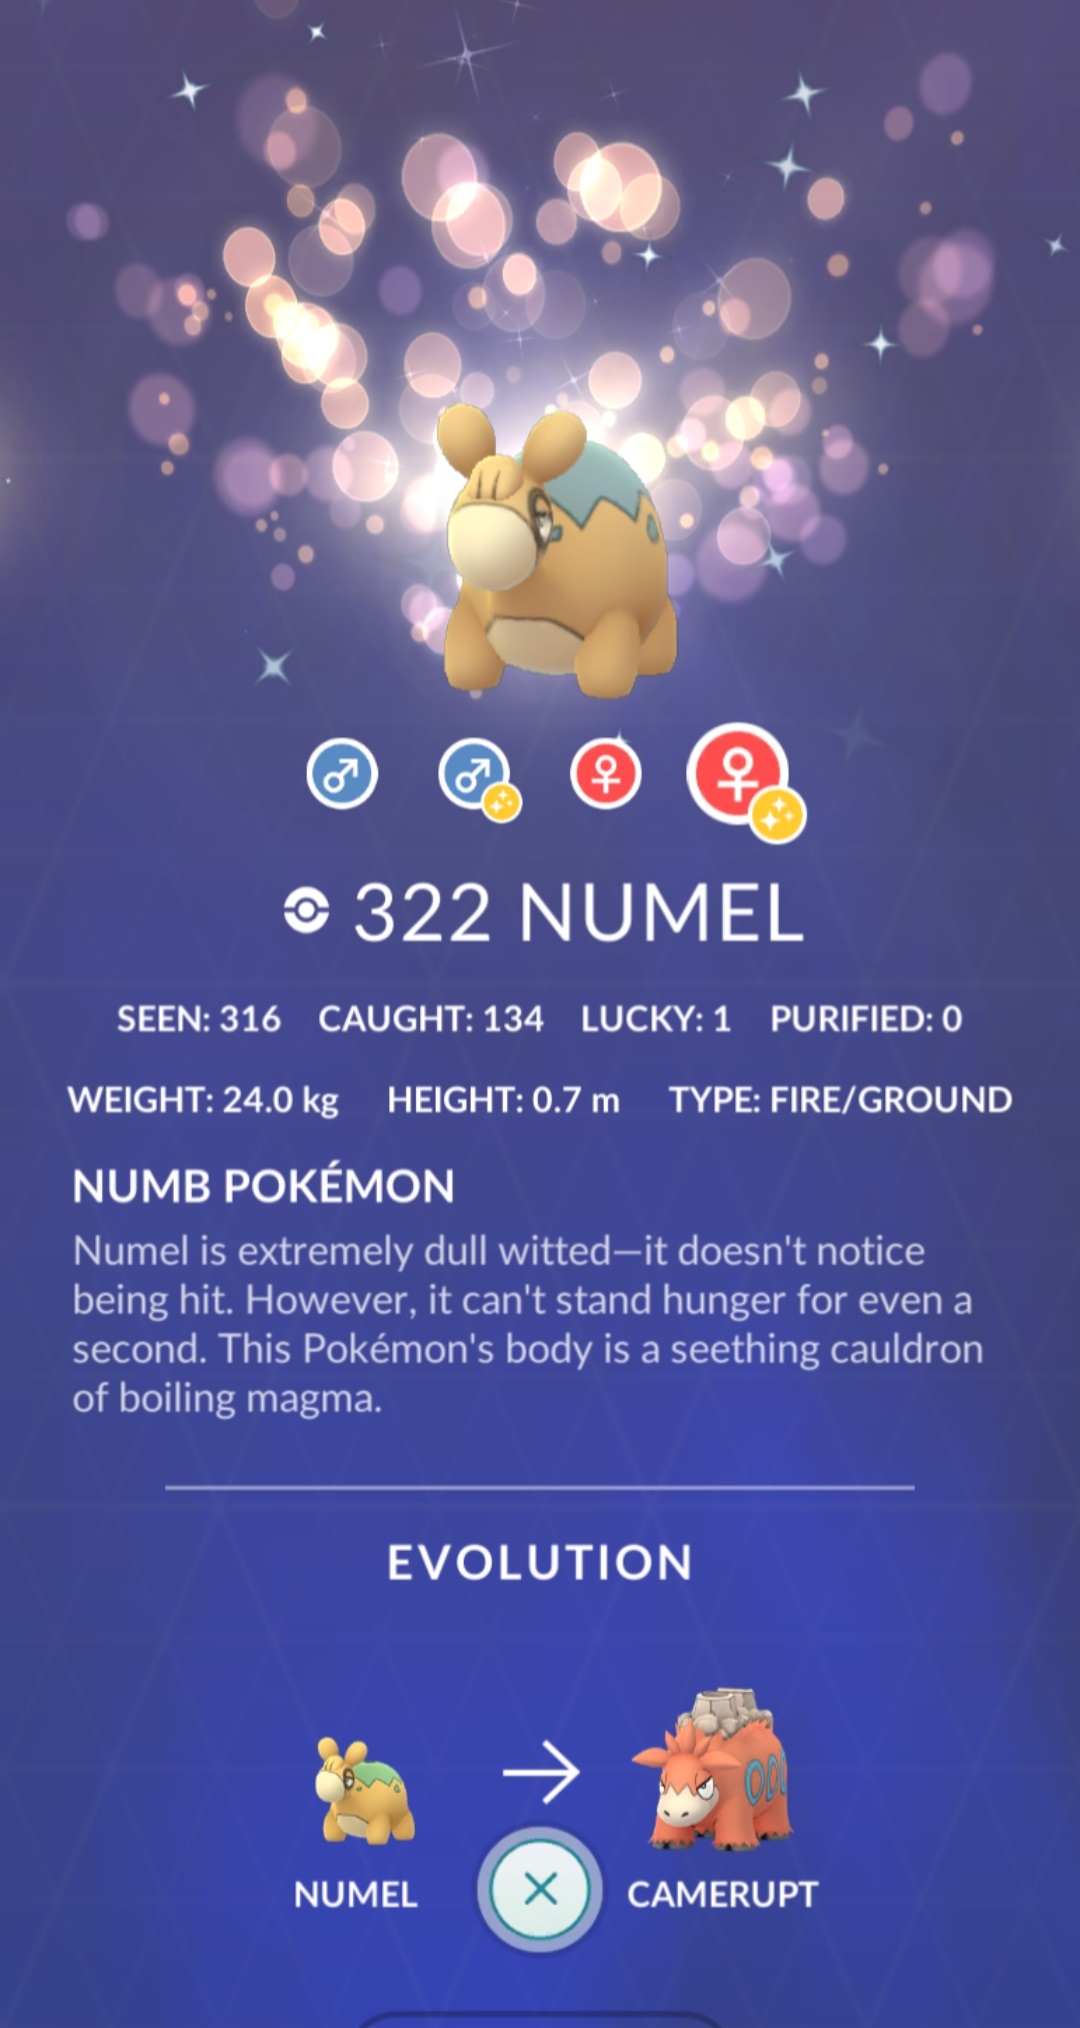 322 NUMEL
SEEN: 316 CAUGHT: 134 LUCKY: 1 PURIFIED: 0
WEIGHT: 24.0 kg HEIGHT: 0.7 m TYPE: FIRE/GROUND
NUMB POKÉMON
Numel is extremely dull witted—it doesn't notice
being hit. However, it can't stand hunger for even a
second. This Pokémon's body is a seething cauldron
of boiling magma.
EVOLUTION
NUMEL CAMERUPT